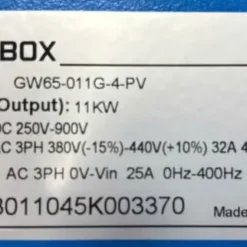 BOX
GW65-011G-4-PV
Output): 11KW
DC 250V-900V
AC 3PH 380V(-15%)-440V(+10%) 32A 4
AC 3PH 0V-Vin 25A 0Hz-400Hz
B011045K003370
Made